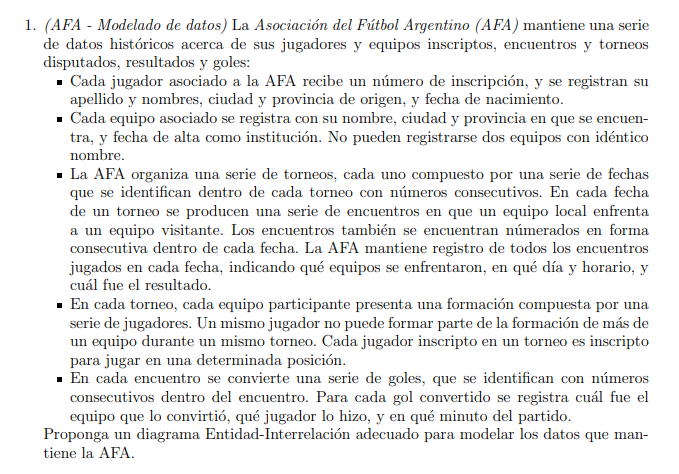 1. (AFA - Modelado de datos) La Asociación del Fútbol Argentino (AFA) mantiene una serie
de datos históricos acerca de sus jugadores y equipos inscriptos, encuentros y torneos
disputados, resultados y goles:
▪ Cada jugador asociado a la AFA recibe un número de inscripción, y se registran su
apellido y nombres, ciudad y provincia de origen, y fecha de nacimiento.
▪ Cada equipo asociado se registra con su nombre, ciudad y provincia en que se encuen-
tra, y fecha de alta como institución. No pueden registrarse dos equipos con idéntico
nombre.
▪ La AFA organiza una serie de torneos, cada uno compuesto por una serie de fechas
que se identifican dentro de cada torneo con números consecutivos. En cada fecha
de un torneo se producen una serie de encuentros en que un equipo local enfrenta
a un equipo visitante. Los encuentros también se encuentran númerados en forma
consecutiva dentro de cada fecha. La AFA mantiene registro de todos los encuentros
jugados en cada fecha, indicando qué equipos se enfrentaron, en qué día y horario, y
cuál fue el resultado.
▪ En cada torneo, cada equipo participante presenta una formación compuesta por una
serie de jugadores. Un mismo jugador no puede formar parte de la formación de más de
un equipo durante un mismo torneo. Cada jugador inscripto en un torneo es inscripto
para jugar en una determinada posición.
▪ En cada encuentro se convierte una serie de goles, que se identifican con números
consecutivos dentro del encuentro. Para cada gol convertido se registra cuál fue el
equipo que lo convirtió, qué jugador lo hizo, y en qué minuto del partido.
Proponga un diagrama Entidad-Interrelación adecuado para modelar los datos que man-
tiene la AFA.